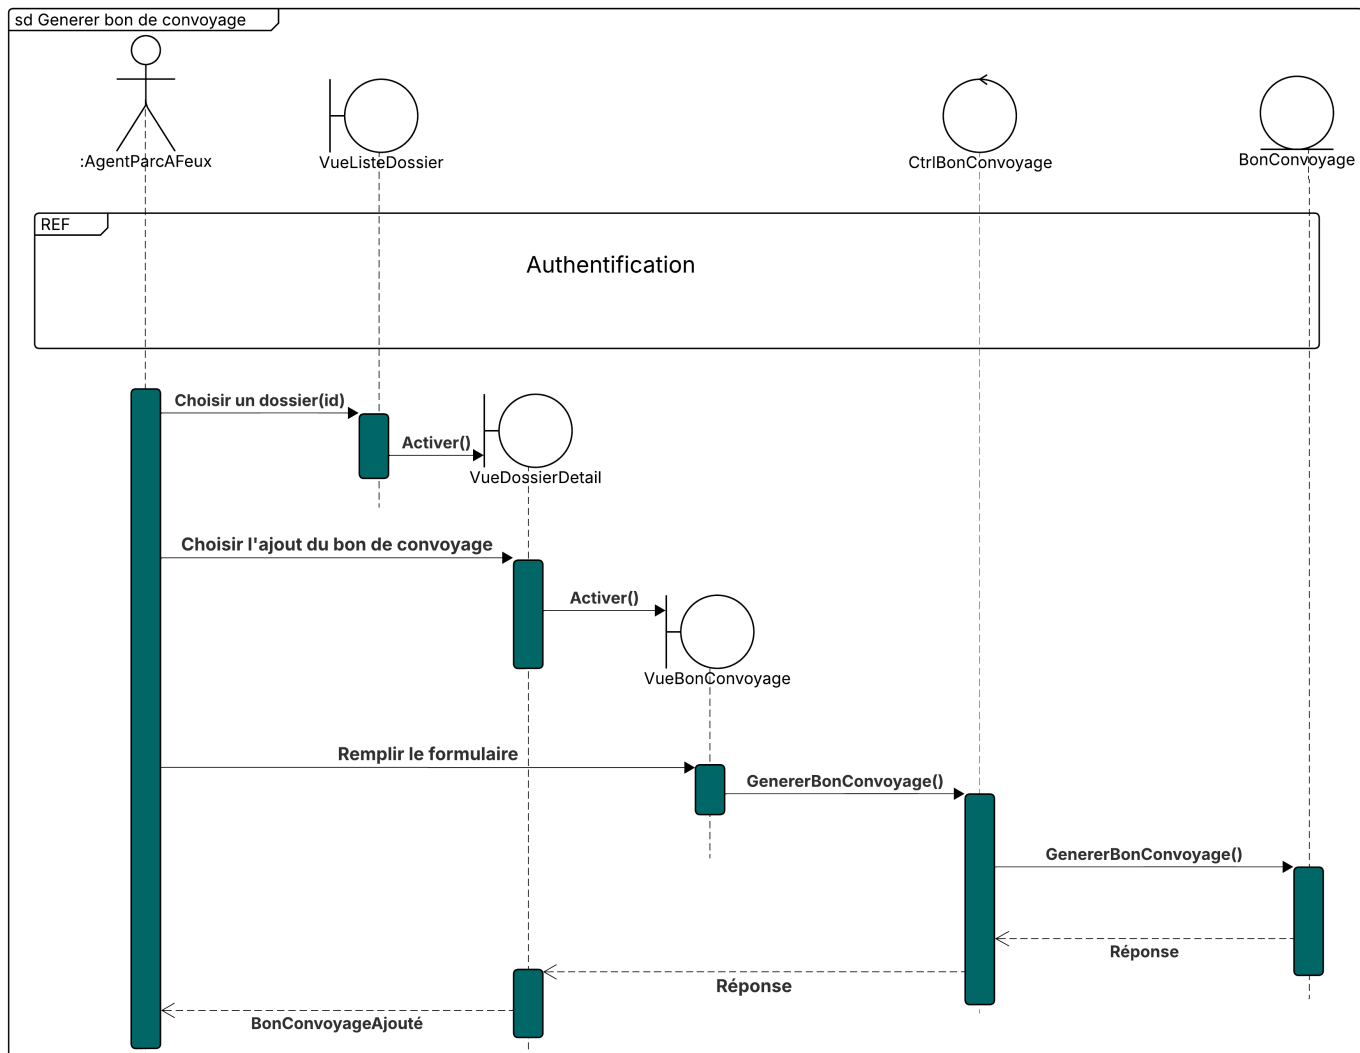 sd Generer bon de convoyage
:AgentParcAFeux
VueListeDossier
CtrlBonConvoyage
BonConvoyage
REF
Authentification
Choisir un dossier(id)
Activer()
VueDossierDetail
Choisir l'ajout du bon de convoyage
Activer()
VueBonConvoyage
Remplir le formulaire
GenererBonConvoyage()
GenererBonConvoyage()
Réponse
Réponse
BonConvoyageAjouté